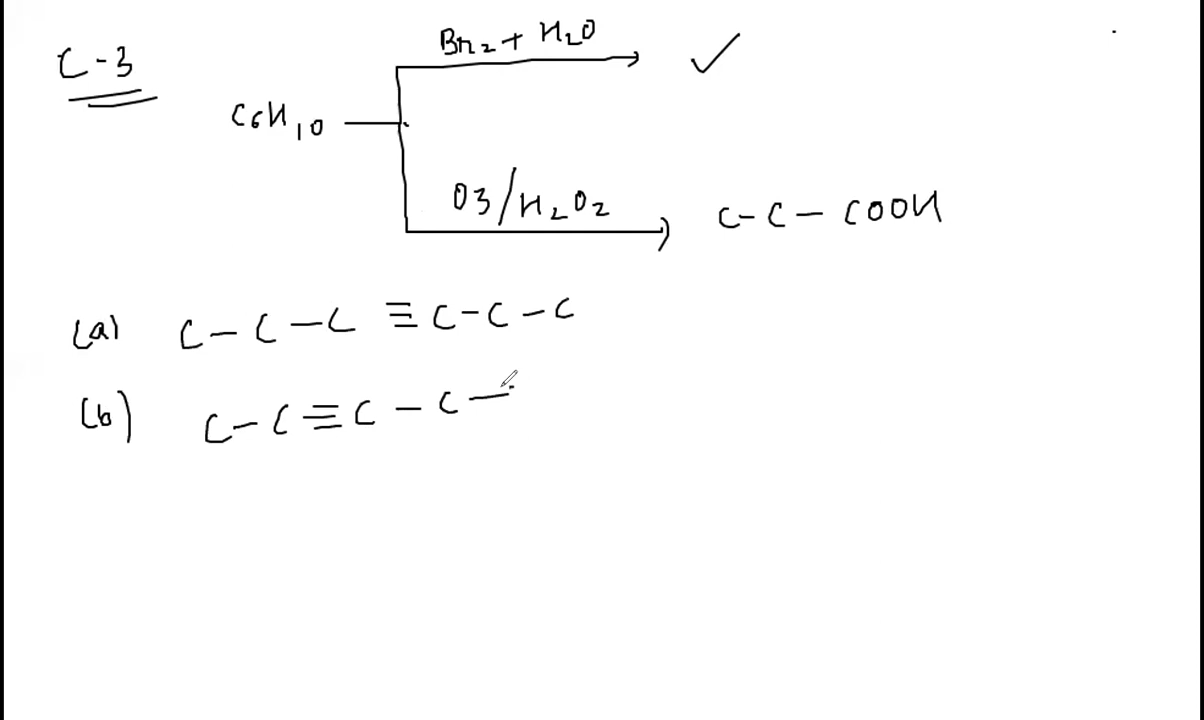 C-3
Br2 + H2O
C6H10
O3/H2O2
C-C-COOH
(a) C-C-C≡C-C-C
(b) C-C≡C-C-